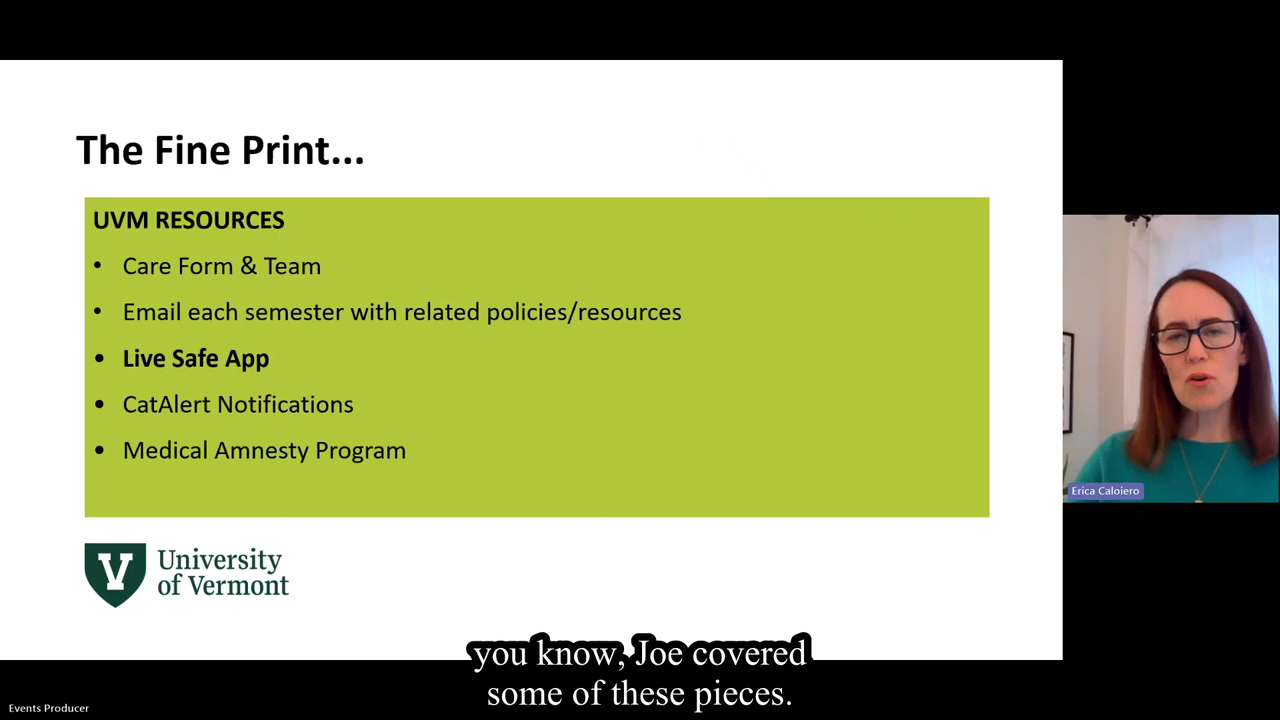 The Fine Print...
UVM RESOURCES
• Care Form & Team
• Email each semester with related policies/resources
• Live Safe App
• CatAlert Notifications
• Medical Amnesty Program
V
University
of Vermont
Erica Caloiero
you know, Joe covered
some of these pieces.
Events Producer